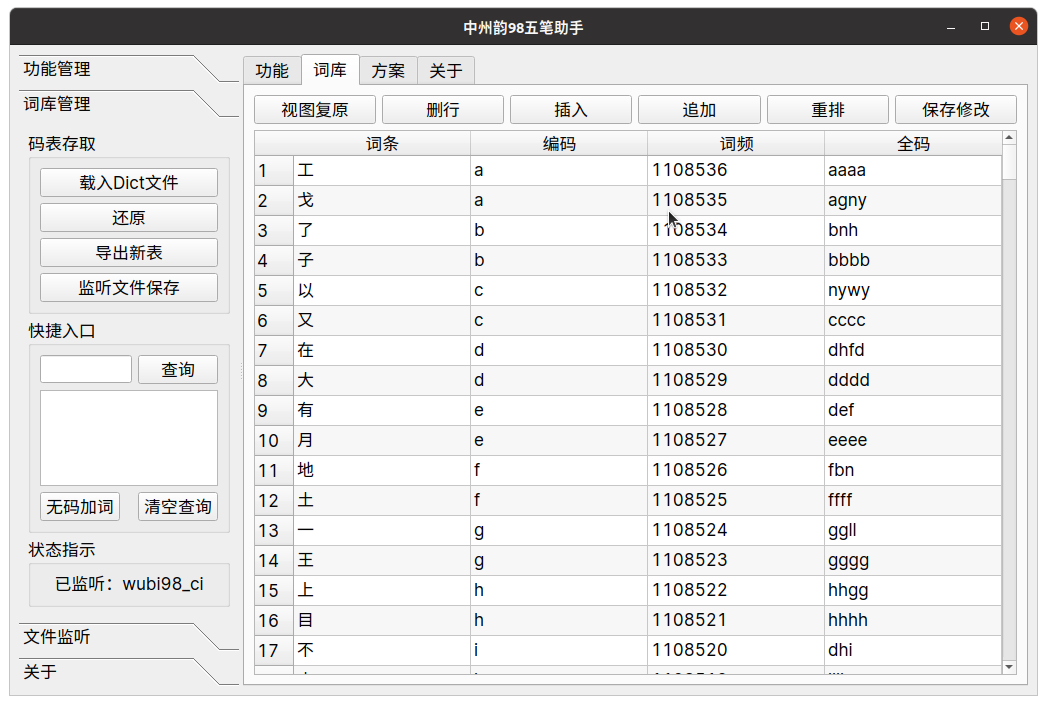 中州韵98五笔助手
功能管理
词库管理
码表存取
载入Dict文件
还原
导出新表
监听文件保存
快捷入口
查询
无码加词 清空查询
状态指示
已监听：wubi98_ci
文件监听
关于
功能 词库 方案 关于
视图复原 删行 插入 追加 重排 保存修改
词条 编码 词频 全码
1 工 a 1108536 aaaa
2 戈 a 1108535 agny
3 了 b 1108534 bnh
4 子 b 1108533 bbbb
5 以 c 1108532 nywy
6 又 c 1108531 cccc
7 在 d 1108530 dhfd
8 大 d 1108529 dddd
9 有 e 1108528 def
10 月 e 1108527 eeee
11 地 f 1108526 fbn
12 土 f 1108525 ffff
13 一 g 1108524 ggll
14 王 g 1108523 gggg
15 上 h 1108522 hhgg
16 目 h 1108521 hhhh
17 不 i 1108520 dhi